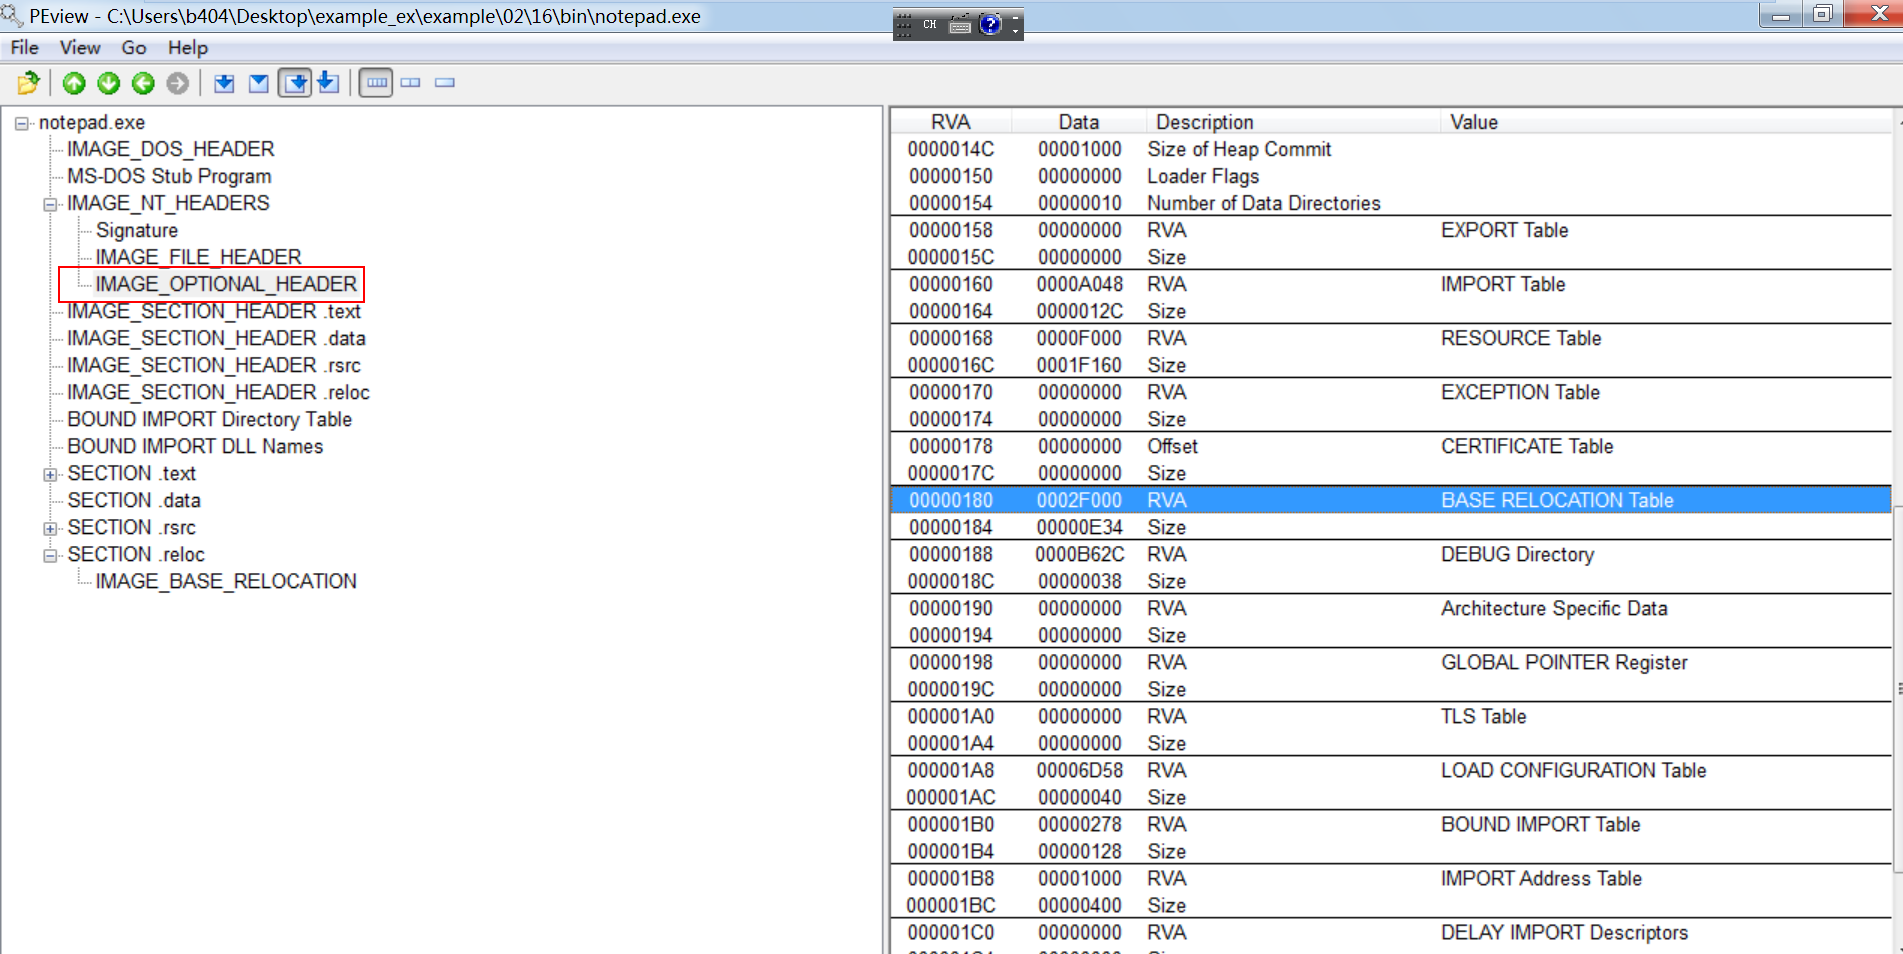 PEview - C:\Users\b404\Desktop\example_ex\example\02\16\bin\notepad.exe
CH
File View Go Help
notepad.exe
IMAGE_DOS_HEADER
MS-DOS Stub Program
IMAGE_NT_HEADERS
Signature
IMAGE_FILE_HEADER
IMAGE_OPTIONAL_HEADER
IMAGE_SECTION_HEADER .text
IMAGE_SECTION_HEADER .data
IMAGE_SECTION_HEADER .rsrc
IMAGE_SECTION_HEADER .reloc
BOUND IMPORT Directory Table
BOUND IMPORT DLL Names
SECTION .text
SECTION .data
SECTION .rsrc
SECTION .reloc
IMAGE_BASE_RELOCATION
RVA Data Description Value
0000014C 00001000 Size of Heap Commit
00000150 00000000 Loader Flags
00000154 00000010 Number of Data Directories
00000158 00000000 RVA EXPORT Table
0000015C 00000000 Size
00000160 0000A048 RVA IMPORT Table
00000164 0000012C Size
00000168 0000F000 RVA RESOURCE Table
0000016C 0001F160 Size
00000170 00000000 RVA EXCEPTION Table
00000174 00000000 Size
00000178 00000000 Offset CERTIFICATE Table
0000017C 00000000 Size
00000180 0002F000 RVA BASE RELOCATION Table
00000184 00000E34 Size
00000188 0000B62C RVA DEBUG Directory
0000018C 00000038 Size
00000190 00000000 RVA Architecture Specific Data
00000194 00000000 Size
00000198 00000000 RVA GLOBAL POINTER Register
0000019C 00000000 Size
000001A0 00000000 RVA TLS Table
000001A4 00000000 Size
000001A8 00006D58 RVA LOAD CONFIGURATION Table
000001AC 00000040 Size
000001B0 00000278 RVA BOUND IMPORT Table
000001B4 00000128 Size
000001B8 00001000 RVA IMPORT Address Table
000001BC 00000400 Size
000001C0 00000000 RVA DELAY IMPORT Descriptors